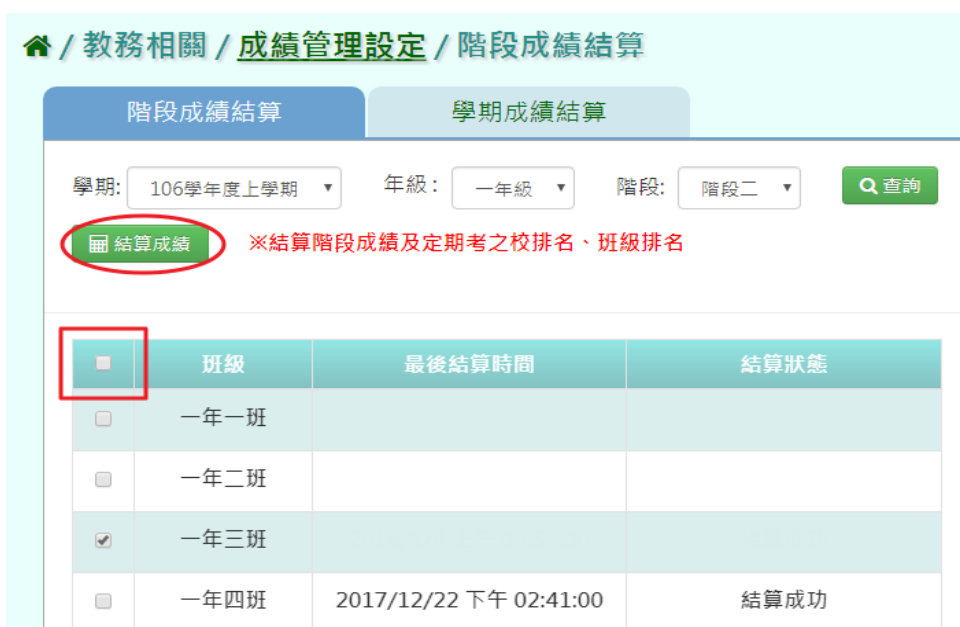 / 教務相關 / 成績管理設定 / 階段成績結算
階段成績結算 學期成績結算
學期: 106學年度上學期 年級: 一年級 階段: 階段二 查詢
結算成績 ※結算階段成績及定期考之校排名、班級排名
班級 最後結算時間 結算狀態
一年一班
一年二班
一年三班
一年四班 2017/12/22 下午 02:41:00 結算成功